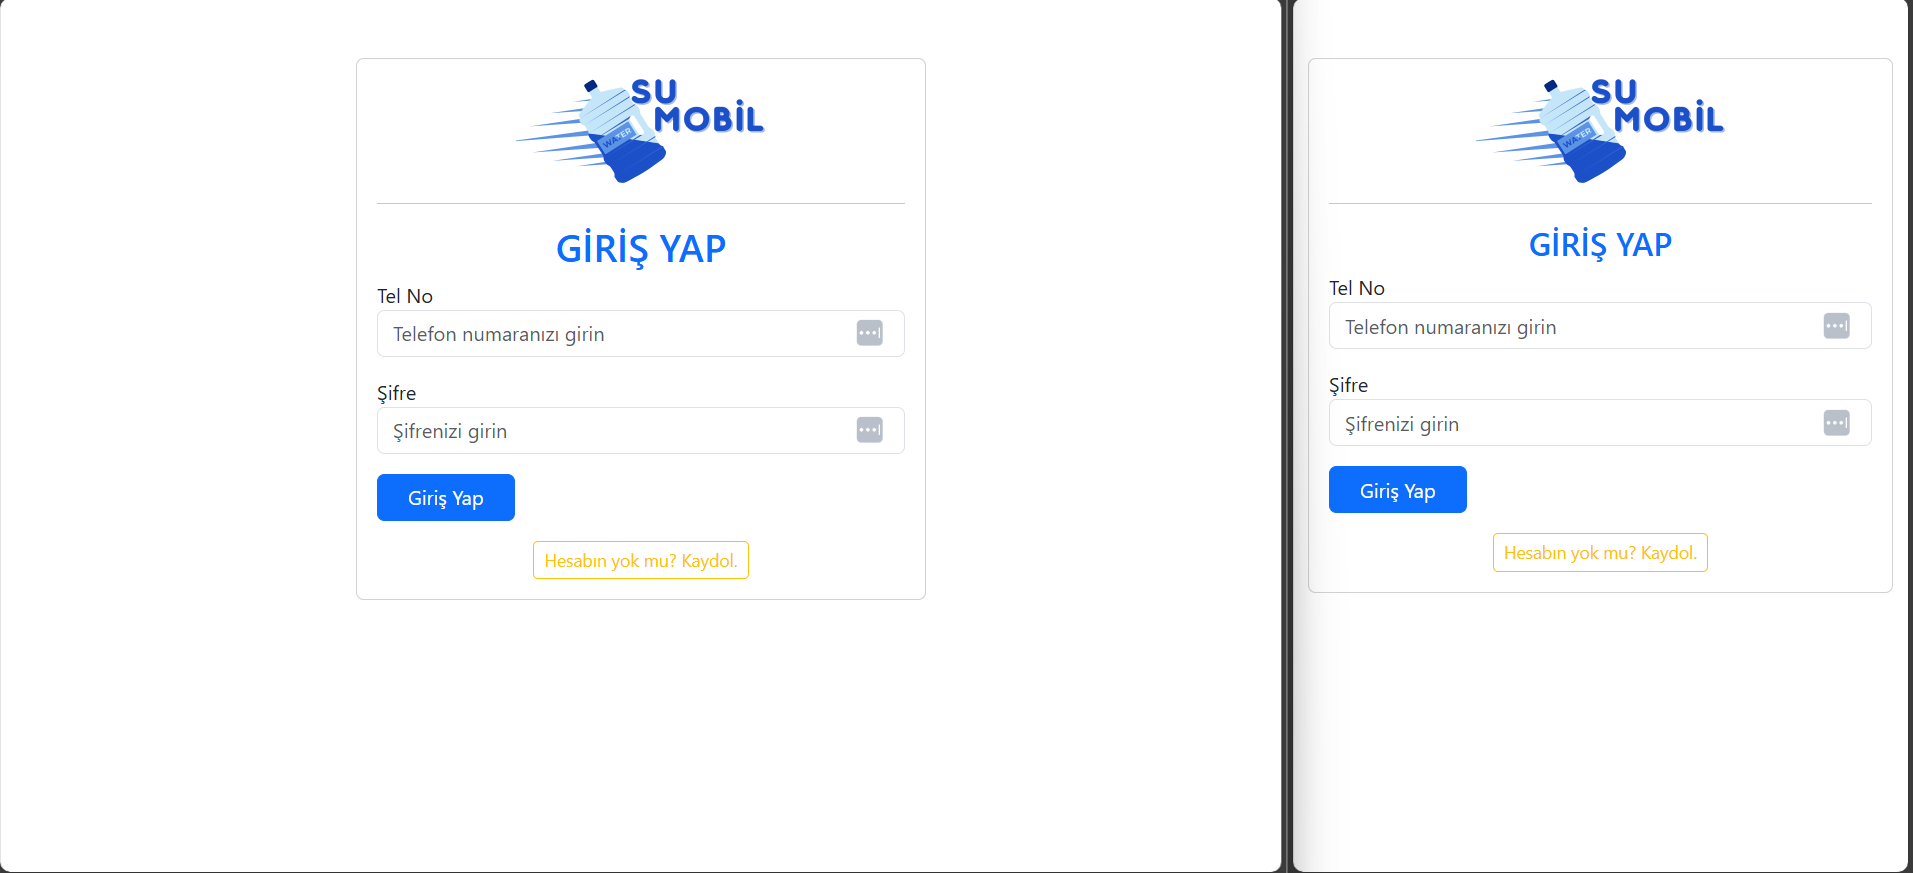 SU
MOBİL
WATER
GİRİŞ YAP
Tel No
Telefon numaranızı girin
Şifre
Şifrenizi girin
Giriş Yap
Hesabın yok mu? Kaydol.
SU
MOBİL
WATER
GİRİŞ YAP
Tel No
Telefon numaranızı girin
Şifre
Şifrenizi girin
Giriş Yap
Hesabın yok mu? Kaydol.